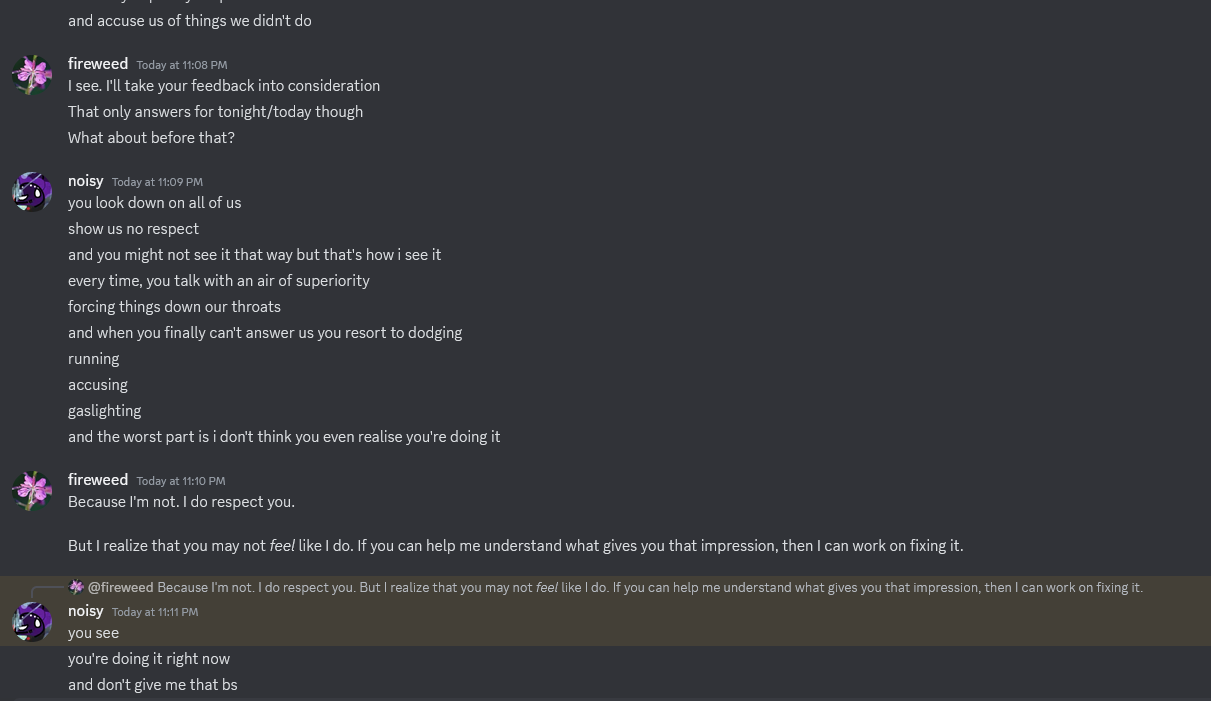 and accuse us of things we didn't do
fireweed Today at 11:08 PM
I see. I'll take your feedback into consideration
That only answers for tonight/today though
What about before that?
noisy Today at 11:09 PM
you look down on all of us
show us no respect
and you might not see it that way but that's how i see it
every time, you talk with an air of superiority
forcing things down our throats
and when you finally can't answer us you resort to dodging
running
accusing
gaslighting
and the worst part is i don't think you even realise you're doing it
fireweed Today at 11:10 PM
Because I'm not. I do respect you.
But I realize that you may not feel like I do. If you can help me understand what gives you that impression, then I can work on fixing it.
@fireweed Because I'm not. I do respect you. But I realize that you may not feel like I do. If you can help me understand what gives you that impression, then I can work on fixing it.
noisy Today at 11:11 PM
you see
you're doing it right now
and don't give me that bs